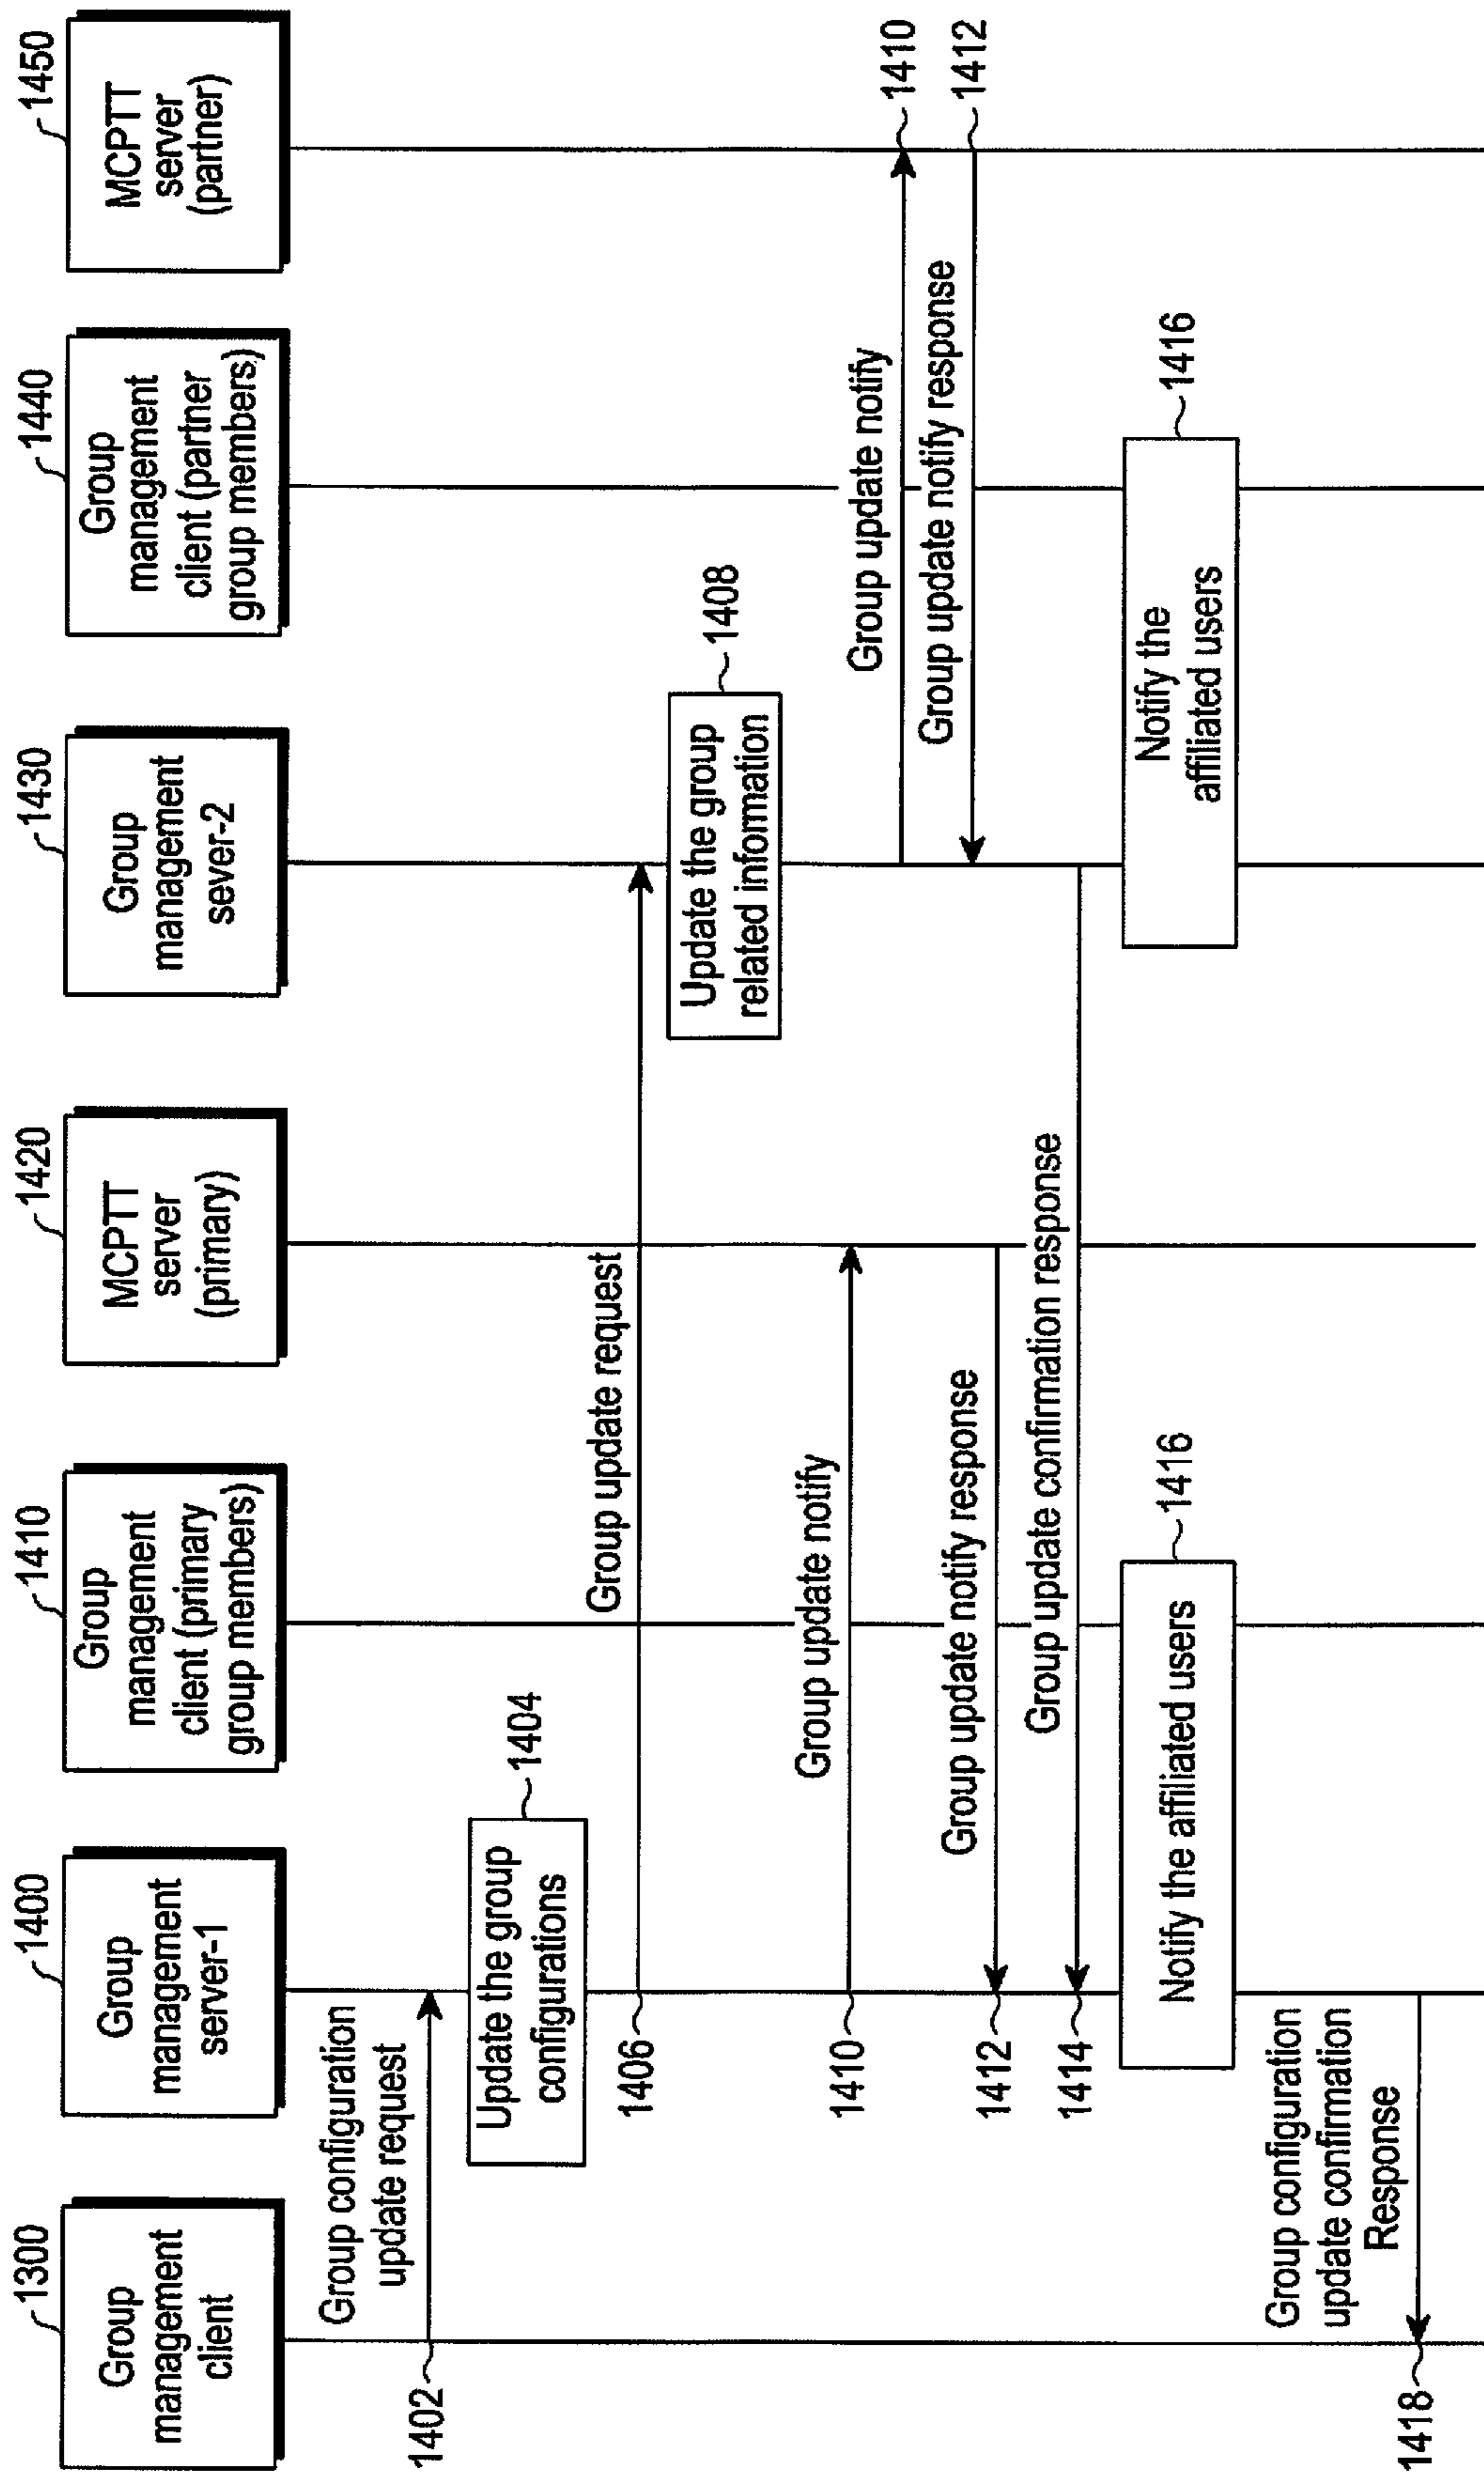 1300
Group
management
client
1400
Group
management
server-1
1410
Group
management
client (primary
group members)
1420
MCPTT
server
(primary)
1430
Group
management
sever-2
1440
Group
management
client (partner
group members)
1450
MCPTT
server
(partner)
Group configuration
update request
1402
Update the group
configurations
1404
Group update request
1406
Update the group
related information
1408
Group update notify
1410
Group update notify
1410
Group update notify response
1412
Group update notify response
1412
Group update confirmation response
1414
Notify the affiliated users
1416
Notify the
affiliated users
1416
Group configuration
update confirmation
Response
1418